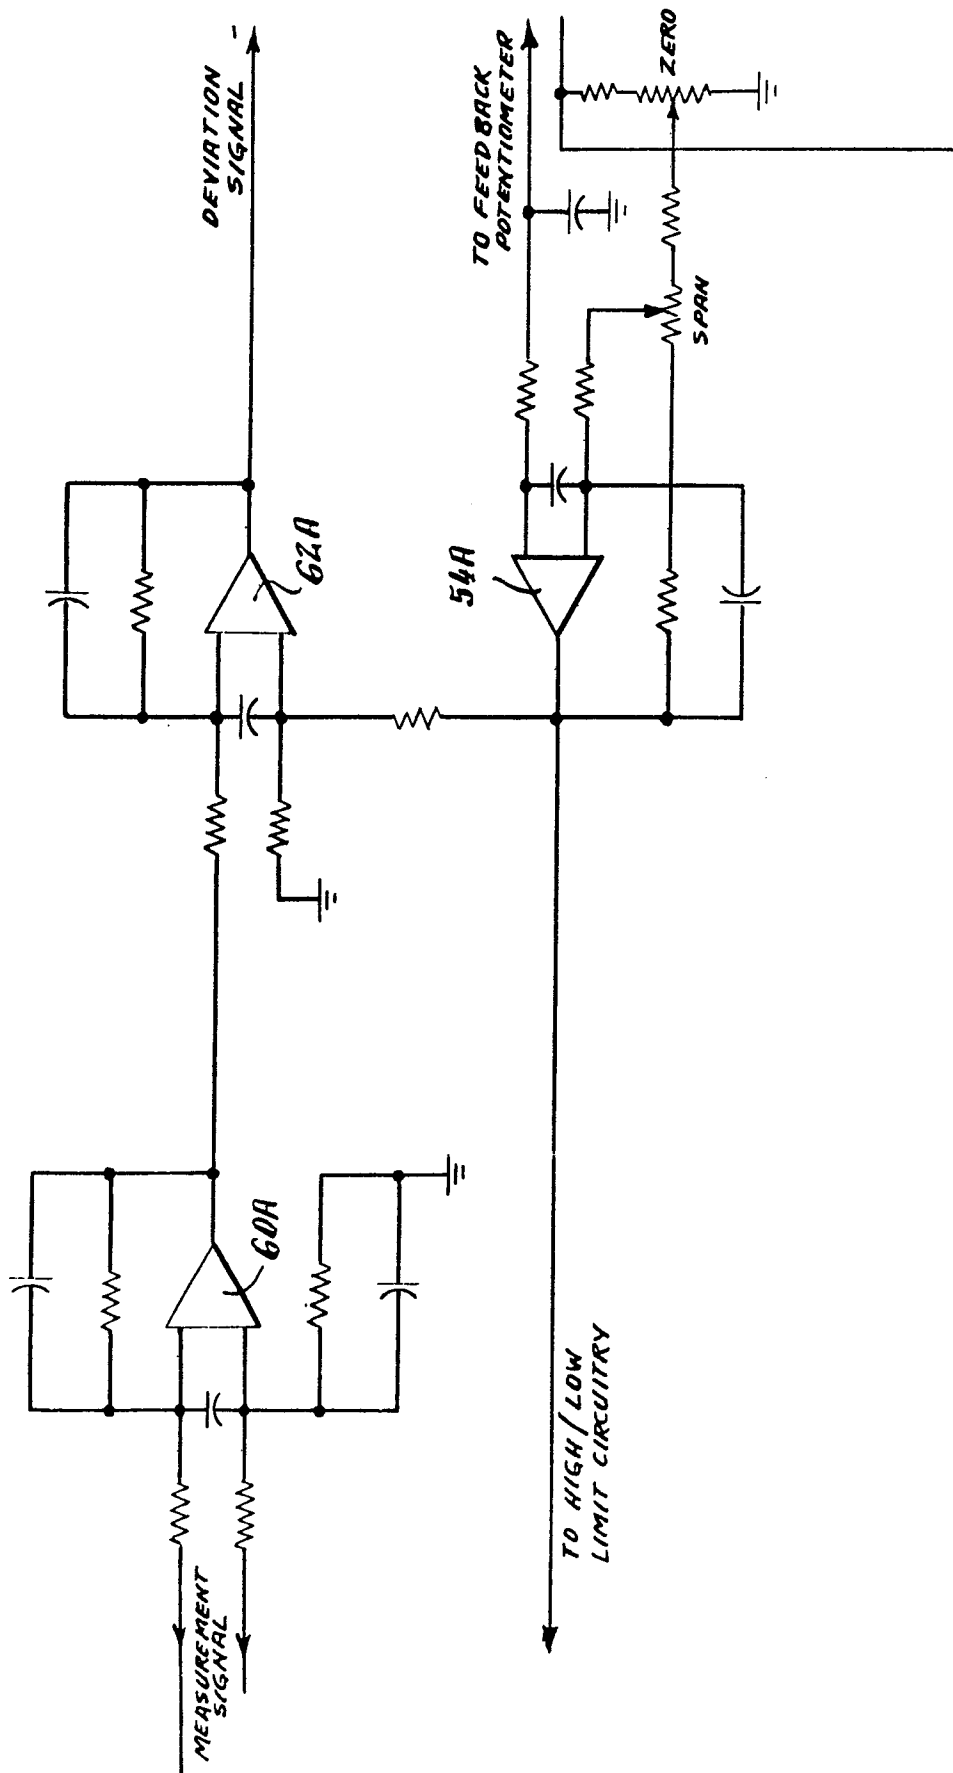 DEVIATION
SIGNAL
-
62A
60A
MEASUREMENT
SIGNAL
TO FEEDBACK
POTENTIOMETER
ZERO
SPAN
54A
TO HIGH/LOW
LIMIT CIRCUITRY